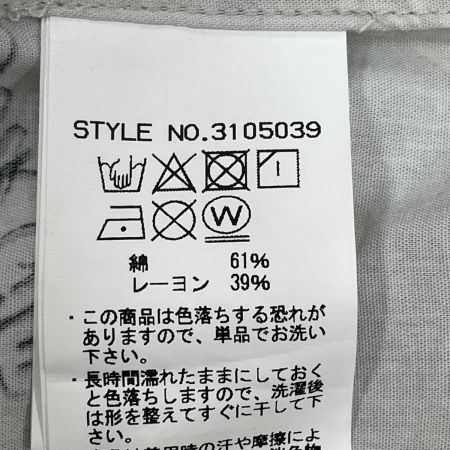 STYLE NO.3105039
W
綿 61%
レーヨン 39%
・この商品は色落ちする恐れが
ありますので、単品でお洗い
下さい。
・長時間濡れたままにしておく
と色落ちしますので、洗濯後
は形を整えてすぐに干して下
さい。